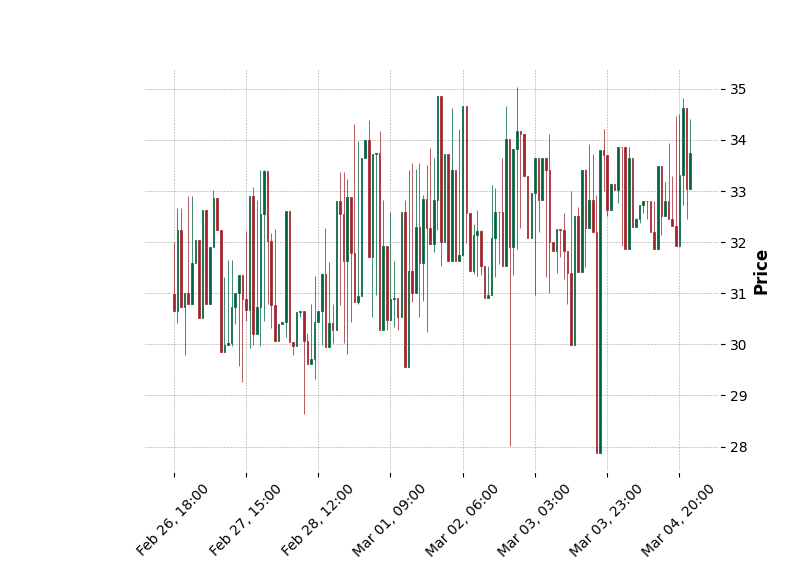 35
34
33
32
31
30
29
28
Price
Feb 26, 18:00
Feb 27, 15:00
Feb 28, 12:00
Mar 01, 09:00
Mar 02, 06:00
Mar 03, 03:00
Mar 03, 23:00
Mar 04, 20:00